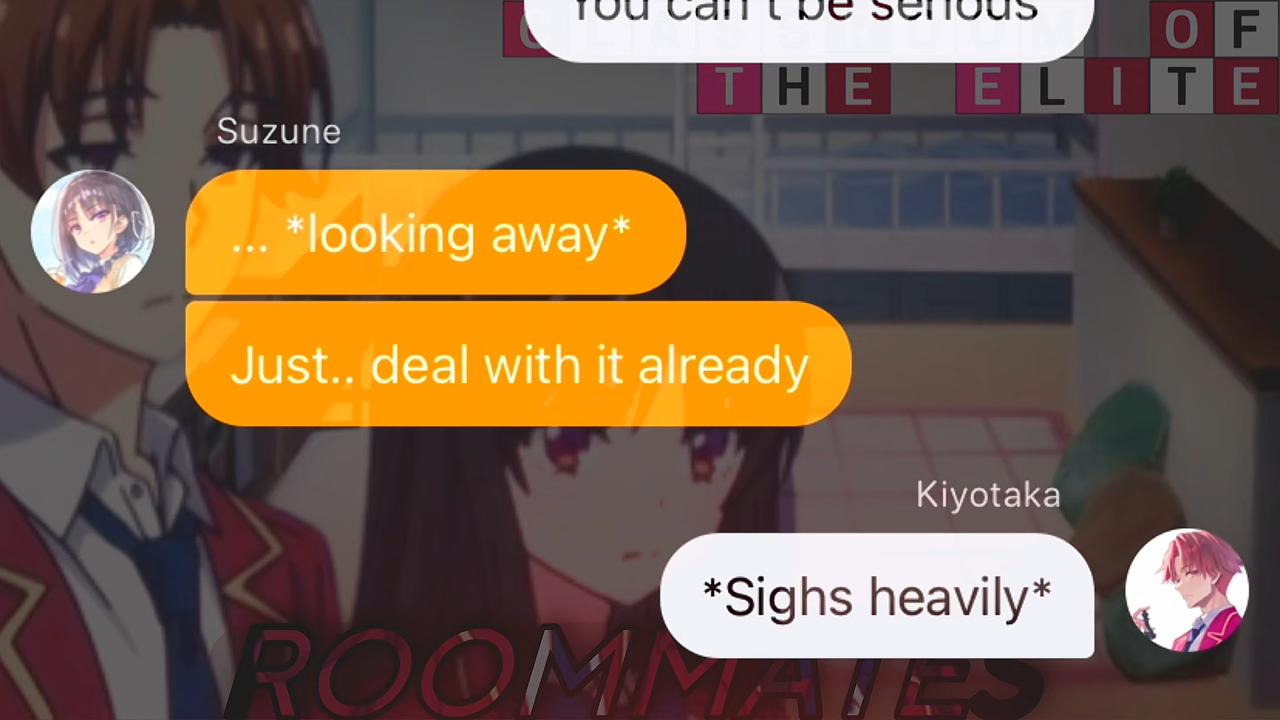 You can't be serious
CLASSROOM OF
THE ELITE
Suzune
... *looking away*
Just.. deal with it already
Kiyotaka
*Sighs heavily*
ROOMMATES